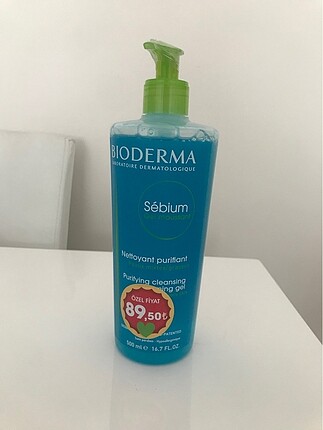 BIODERMA
LABORATOIRE DERMATOLOGIQUE
Sébium
Nettoyant purifiant
Purifying cleansing
gel
ÖZEL FİYAT
89,50₺
500 ml e 16.7 FL.OZ